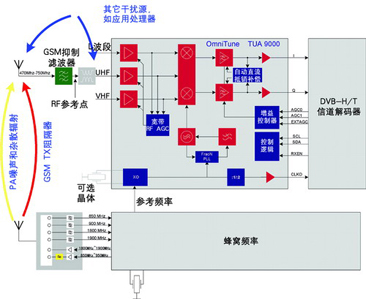 其它干扰源，
如应用处理器
GSM抑制
滤波器
470MHz-750MHz
RF参考点
L波段
UHF
VHF
OmniTune
TUA 9000
自动直流
抵销补偿
宽带
RF AGC
增益
控制器
控制
逻辑
I
Q
AGC0
AGC1
EXTAGC
SCL
SDA
RXEN
CLKO
DVB-H/T
信道解码器
PA噪声和杂散辐射
GSM TX阻隔器
可选
晶体
参考频率
850 MHz
900 MHz
1800 MHz
1900 MHz
蜂窝频率